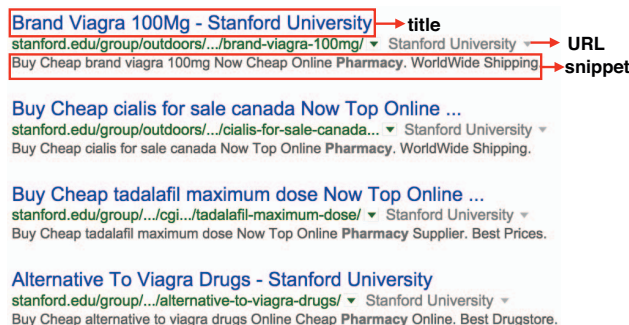 Brand Viagra 100Mg - Stanford University title
stanford.edu/group/outdoors/.../brand-viagra-100mg/ ▼ Stanford University ▼ URL
Buy Cheap brand viagra 100mg Now Cheap Online Pharmacy. WorldWide Shipping. snippet
Buy Cheap cialis for sale canada Now Top Online ...
stanford.edu/group/outdoors/.../cialis-for-sale-canada... ▼ Stanford University ▼
Buy Cheap cialis for sale canada Now Top Online Pharmacy. WorldWide Shipping.
Buy Cheap tadalafil maximum dose Now Top Online ...
stanford.edu/group/.../cgi.../tadalafil-maximum-dose/ ▼ Stanford University ▼
Buy Cheap tadalafil maximum dose Now Top Online Pharmacy Supplier. Best Prices.
Alternative To Viagra Drugs - Stanford University
stanford.edu/group/.../alternative-to-viagra-drugs/ ▼ Stanford University ▼
Buy Cheap alternative to viagra drugs Online Cheap Pharmacy Online. Best Drugstore.